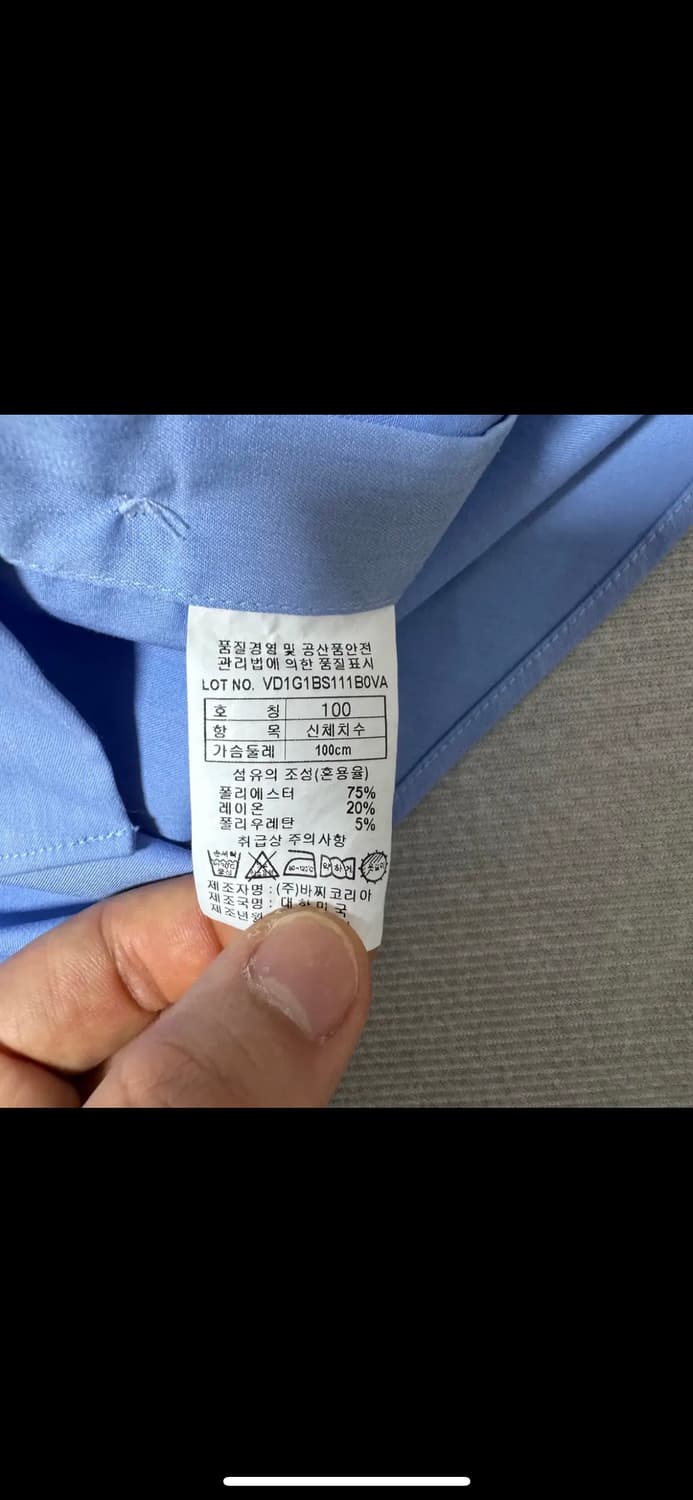 품질경영 및 공산품안전
관리법에 의한 품질표시
LOT NO. VD1G1BS111B0VA
호 칭 100
항 목 신체치수
가슴둘레 100cm
섬유의 조성(혼용율)
폴리에스터 75%
레이온 20%
폴리우레탄 5%
취급상 주의사항
제조자명 : (주)바찌코리아
제조국명 : 대한민국
제조년월